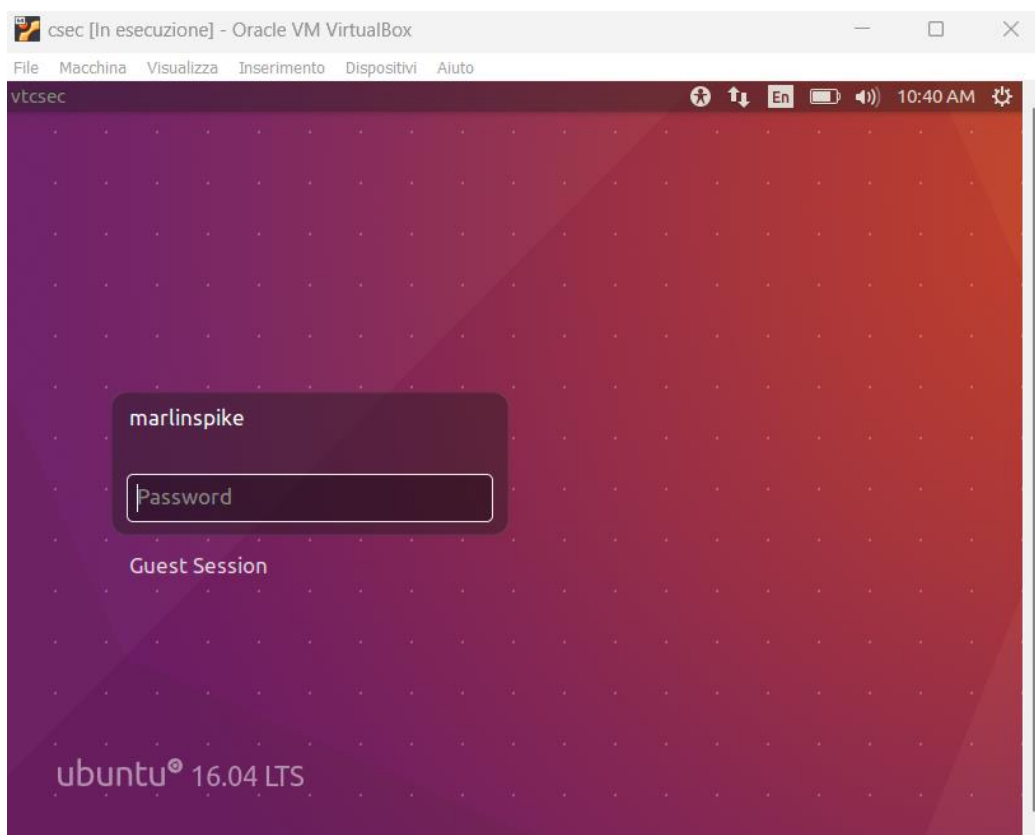 csec [In esecuzione] - Oracle VM VirtualBox
File Macchina Visualizza Inserimento Dispositivi Aiuto
vtcsec En 10:40 AM
marlinspike
Password
Guest Session
ubuntu 16.04 LTS